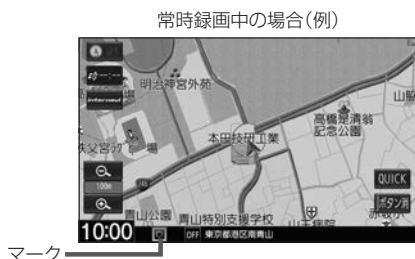 常時録画中の場合(例)
明治神宮外苑
internavi
高橋是清翁
記念公園
本田技研工業
100m
QUICK
ボタン消
青山公園
青山特別支援学校
10:00
OFF 東京都港区南青山
マーク